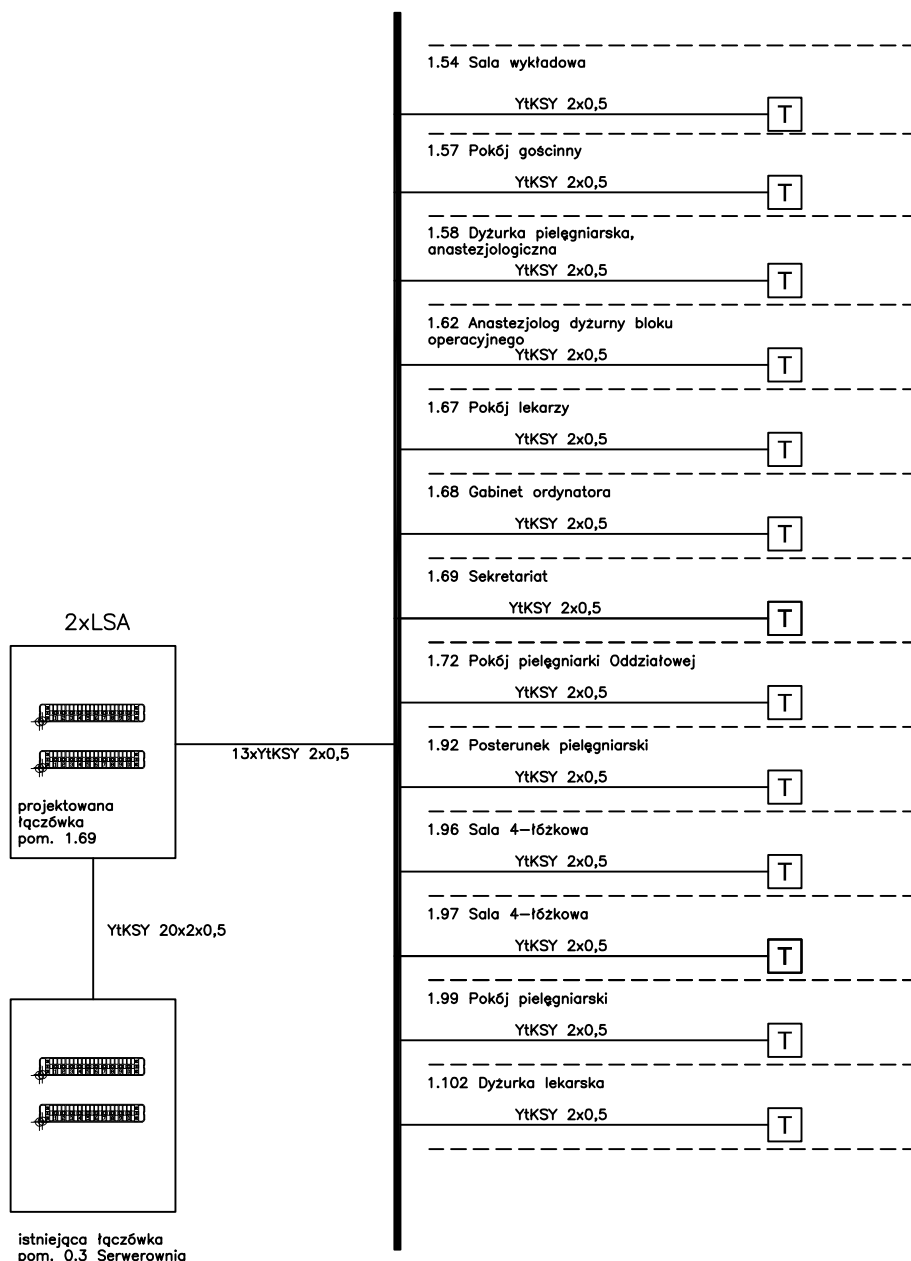 1.54 Sala wykładowa
YtKSY 2x0,5
T
1.57 Pokój gościnny
YtKSY 2x0,5
T
1.58 Dyżurka pielęgniarska,
anastezjologiczna
YtKSY 2x0,5
T
1.62 Anastezjolog dyżurny bloku
operacyjnego
YtKSY 2x0,5
T
1.67 Pokój lekarzy
YtKSY 2x0,5
T
1.68 Gabinet ordynatora
YtKSY 2x0,5
T
1.69 Sekretariat
YtKSY 2x0,5
T
1.72 Pokój pielęgniarki Oddziałowej
YtKSY 2x0,5
T
1.92 Posterunek pielęgniarski
YtKSY 2x0,5
T
1.96 Sala 4-łóżkowa
YtKSY 2x0,5
T
1.97 Sala 4-łóżkowa
YtKSY 2x0,5
T
1.99 Pokój pielęgniarski
YtKSY 2x0,5
T
1.102 Dyżurka lekarska
YtKSY 2x0,5
T
2xLSA
projektowana
łączówka
pom. 1.69
13xYtKSY 2x0,5
YtKSY 20x2x0,5
istniejąca łączówka
pom. 0.3 Serwerownia